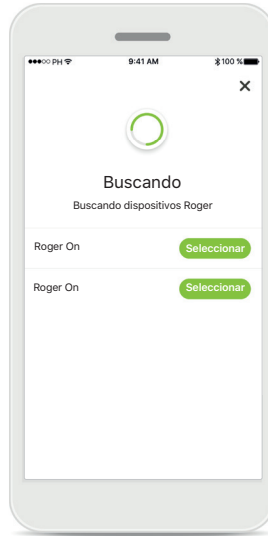 ●●●○○ PH 9:41 AM 100 %
×
Buscando
Buscando dispositivos Roger
Roger On Seleccionar
Roger On Seleccionar